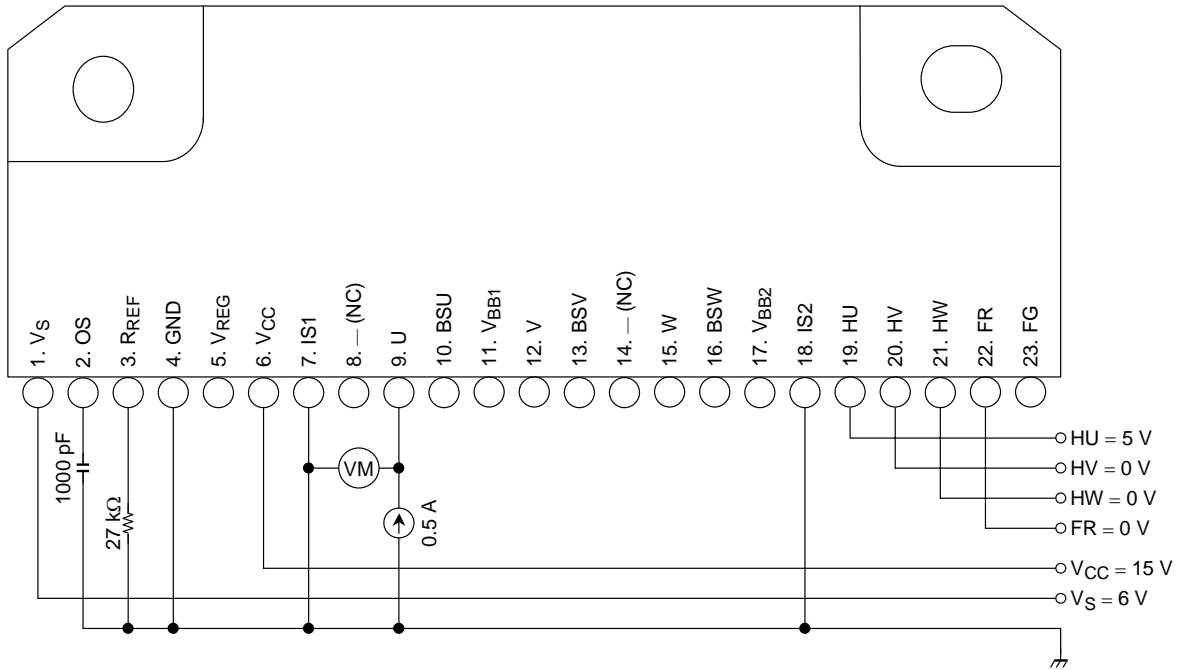 1. VS
2. OS
3. RREF
4. GND
5. VREG
6. VCC
7. IS1
8. — (NC)
9. U
10. BSU
11. VBB1
12. V
13. BSV
14. — (NC)
15. W
16. BSW
17. VBB2
18. IS2
19. HU
20. HV
21. HW
22. FR
23. FG
1000 pF
27 kΩ
VM
0.5 A
HU = 5 V
HV = 0 V
HW = 0 V
FR = 0 V
VCC = 15 V
VS = 6 V